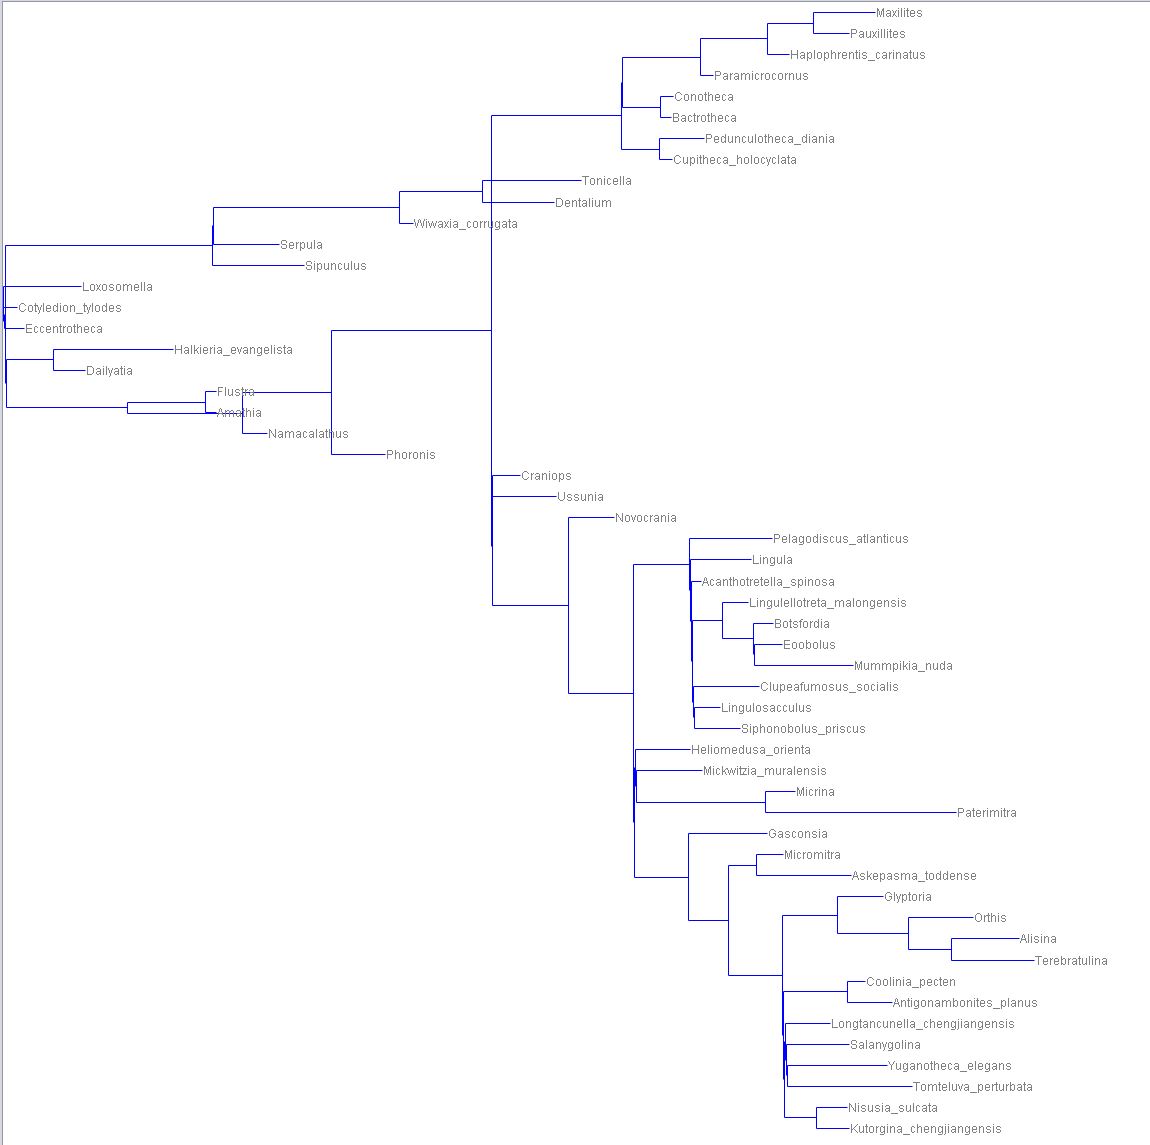 Maxilites
Pauxillites
Haplophrentis_carinatus
Paramicrocornus
Conotheca
Bactrotheca
Pedunculotheca_diania
Cupitheca_holocyclata
Tonicella
Dentalium
Wiwaxia_corrugata
Serpula
Sipunculus
Loxosomella
Cotyledion_tylodes
Eccentrotheca
Halkieria_evangelista
Dailyatia
Flustra
Amathia
Namacalathus
Phoronis
Craniops
Ussunia
Novocrania
Pelagodiscus_atlanticus
Lingula
Acanthotretella_spinosa
Lingulellotreta_malongensis
Botsfordia
Eoobolus
Mummpikia_nuda
Clupeafumosus_socialis
Lingulosacculus
Siphonobolus_priscus
Heliomedusa_orienta
Mickwitzia_muralensis
Micrina
Paterimitra
Gasconsia
Micromitra
Askepasma_toddense
Glyptoria
Orthis
Alisina
Terebratulina
Coolinia_pecten
Antigonambonites_planus
Longtancunella_chengjiangensis
Salanygolina
Yuganotheca_elegans
Tomteluva_perturbata
Nisusia_sulcata
Kutorgina_chengjiangensis